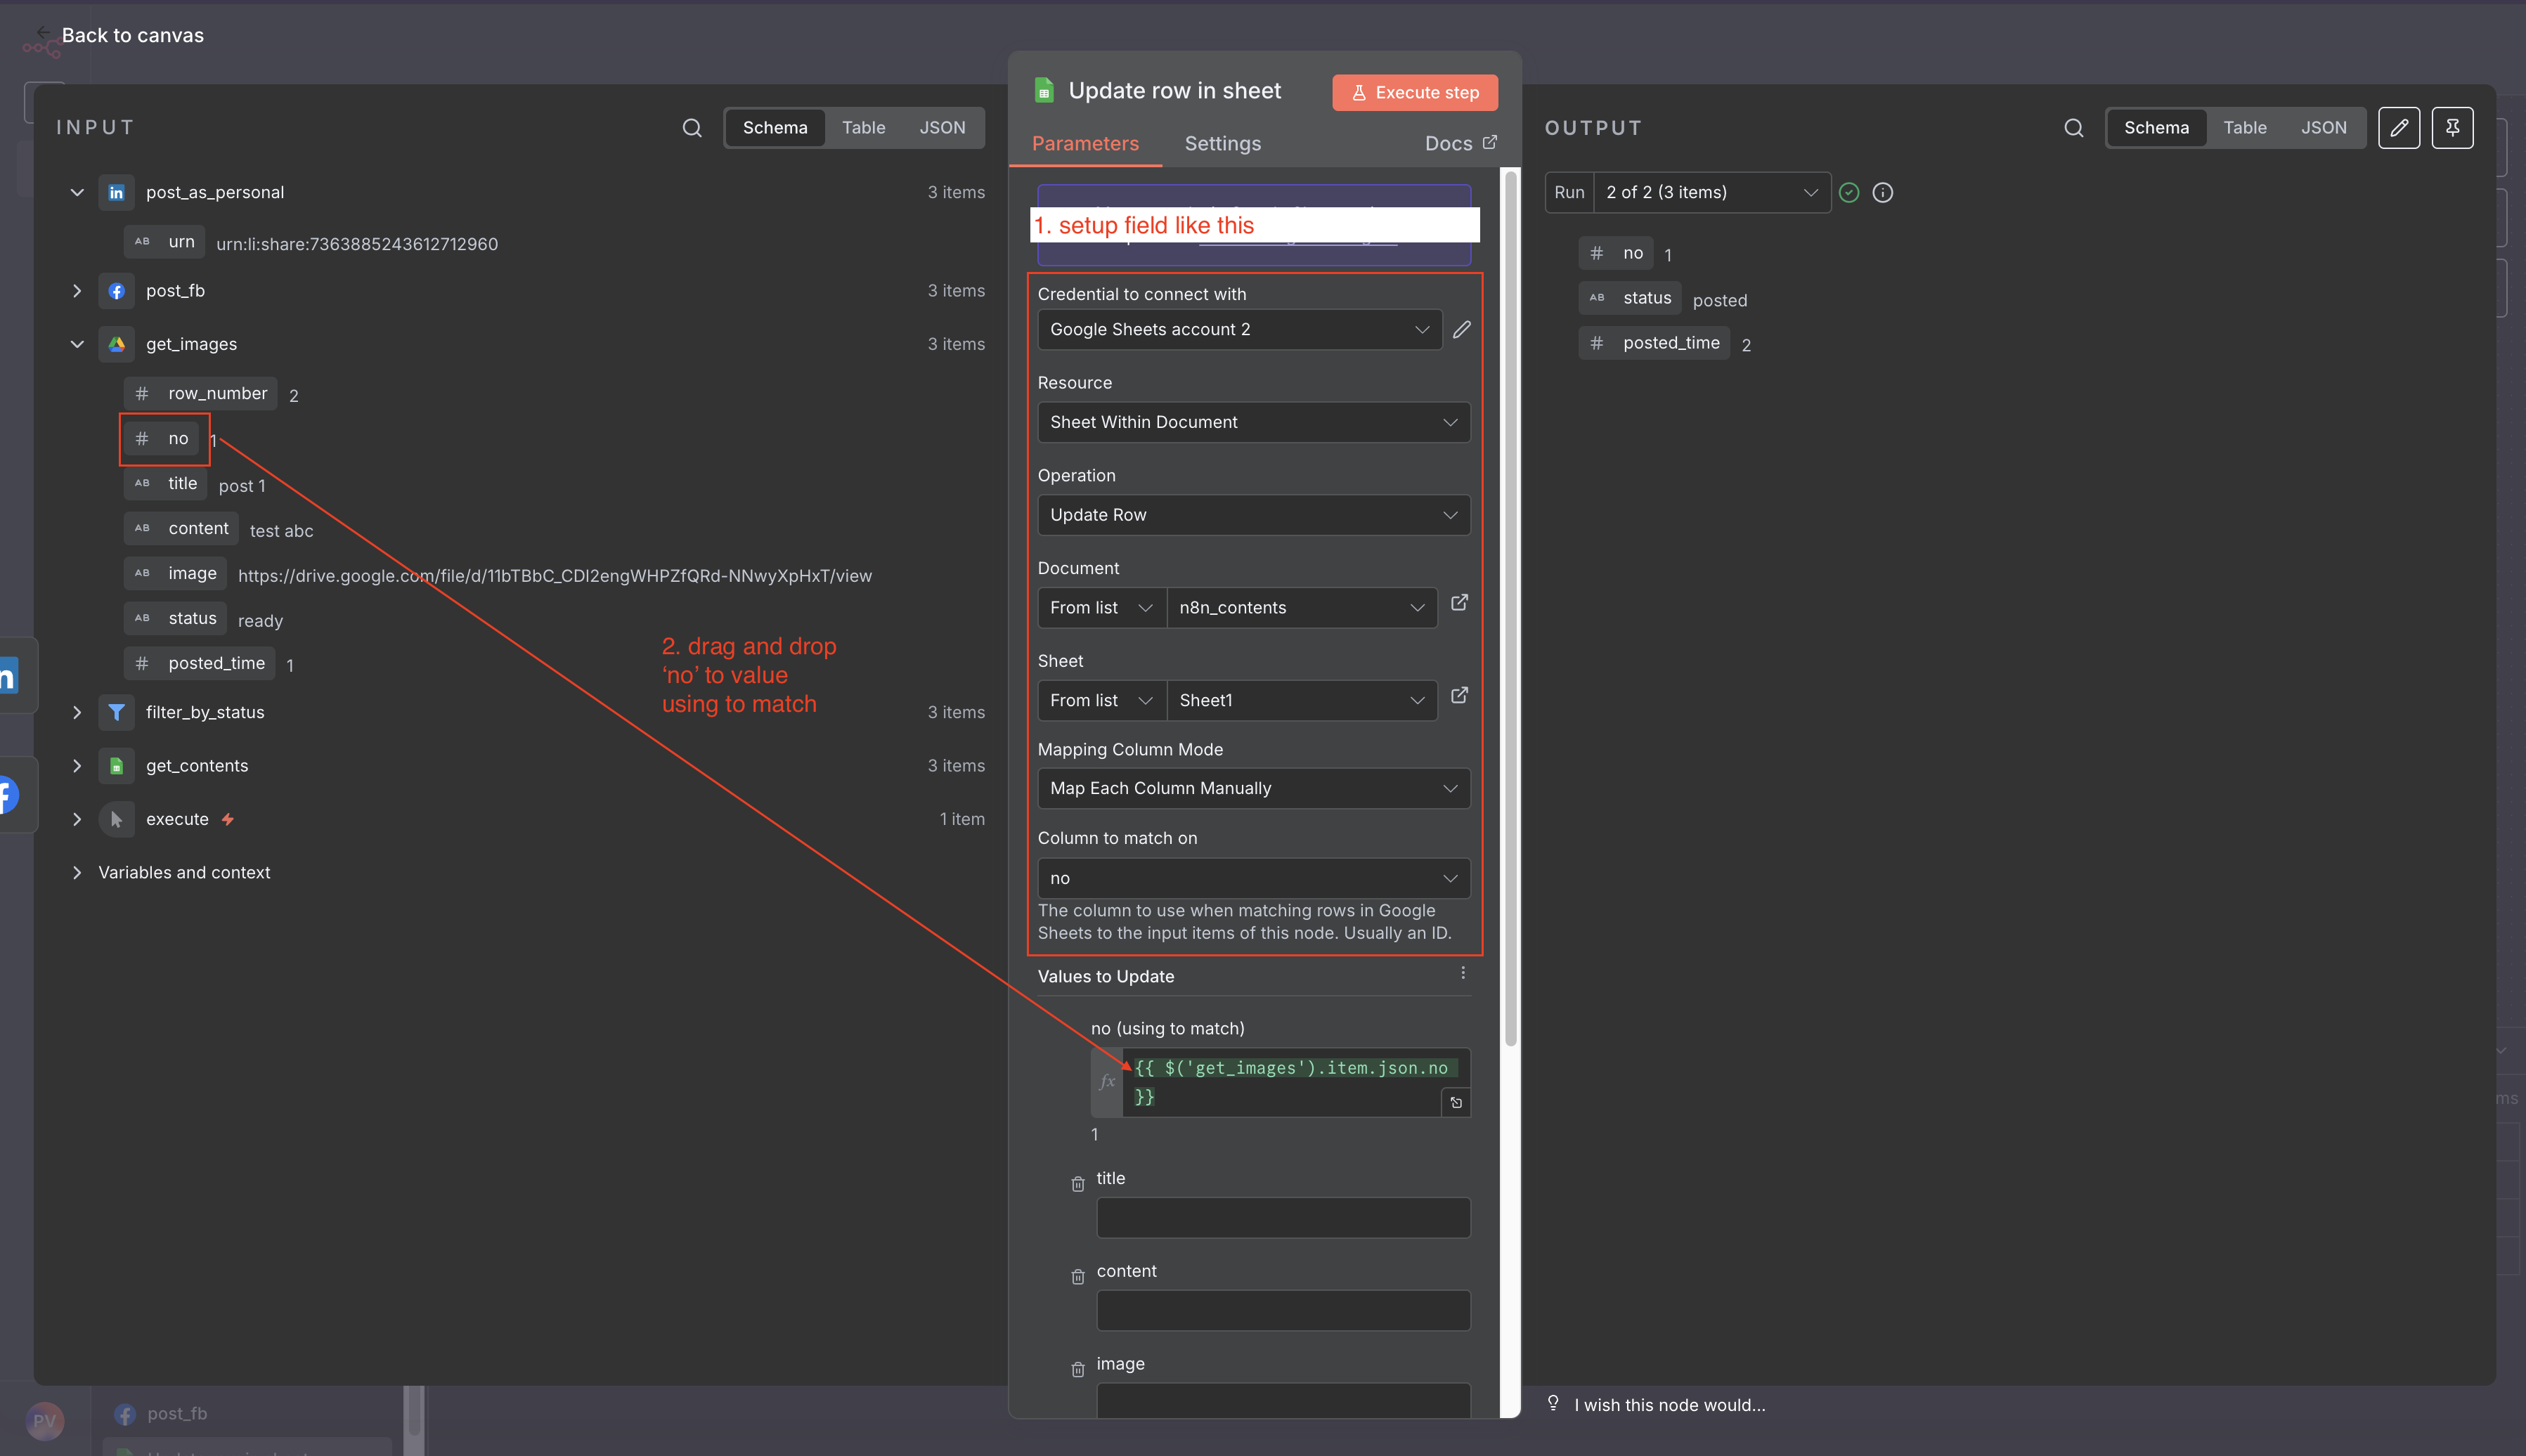 Back to canvas
INPUT
Schema
Table
JSON
post_as_personal
3 items
AB urn urn:li:share:7363885243612712960
post_fb
3 items
get_images
3 items
# row_number 2
# no 1
AB title post 1
AB content test abc
AB image https://drive.google.com/file/d/11bTBbC_CDI2engWHPZfQRd-NNwyXpHxT/view
AB status ready
# posted_time 1
filter_by_status
3 items
get_contents
3 items
execute
1 item
Variables and context
2. drag and drop
‘no’ to value
using to match
Update row in sheet
Execute step
Parameters
Settings
Docs
1. setup field like this
Credential to connect with
Google Sheets account 2
Resource
Sheet Within Document
Operation
Update Row
Document
From list
n8n_contents
Sheet
From list
Sheet1
Mapping Column Mode
Map Each Column Manually
Column to match on
no
The column to use when matching rows in Google
Sheets to the input items of this node. Usually an ID.
Values to Update
no (using to match)
fx
{{ $('get_images').item.json.no
}}
1
title
content
image
OUTPUT
Schema
Table
JSON
Run
2 of 2 (3 items)
# no 1
AB status posted
# posted_time 2
I wish this node would...
in
PV
post_fb
ms